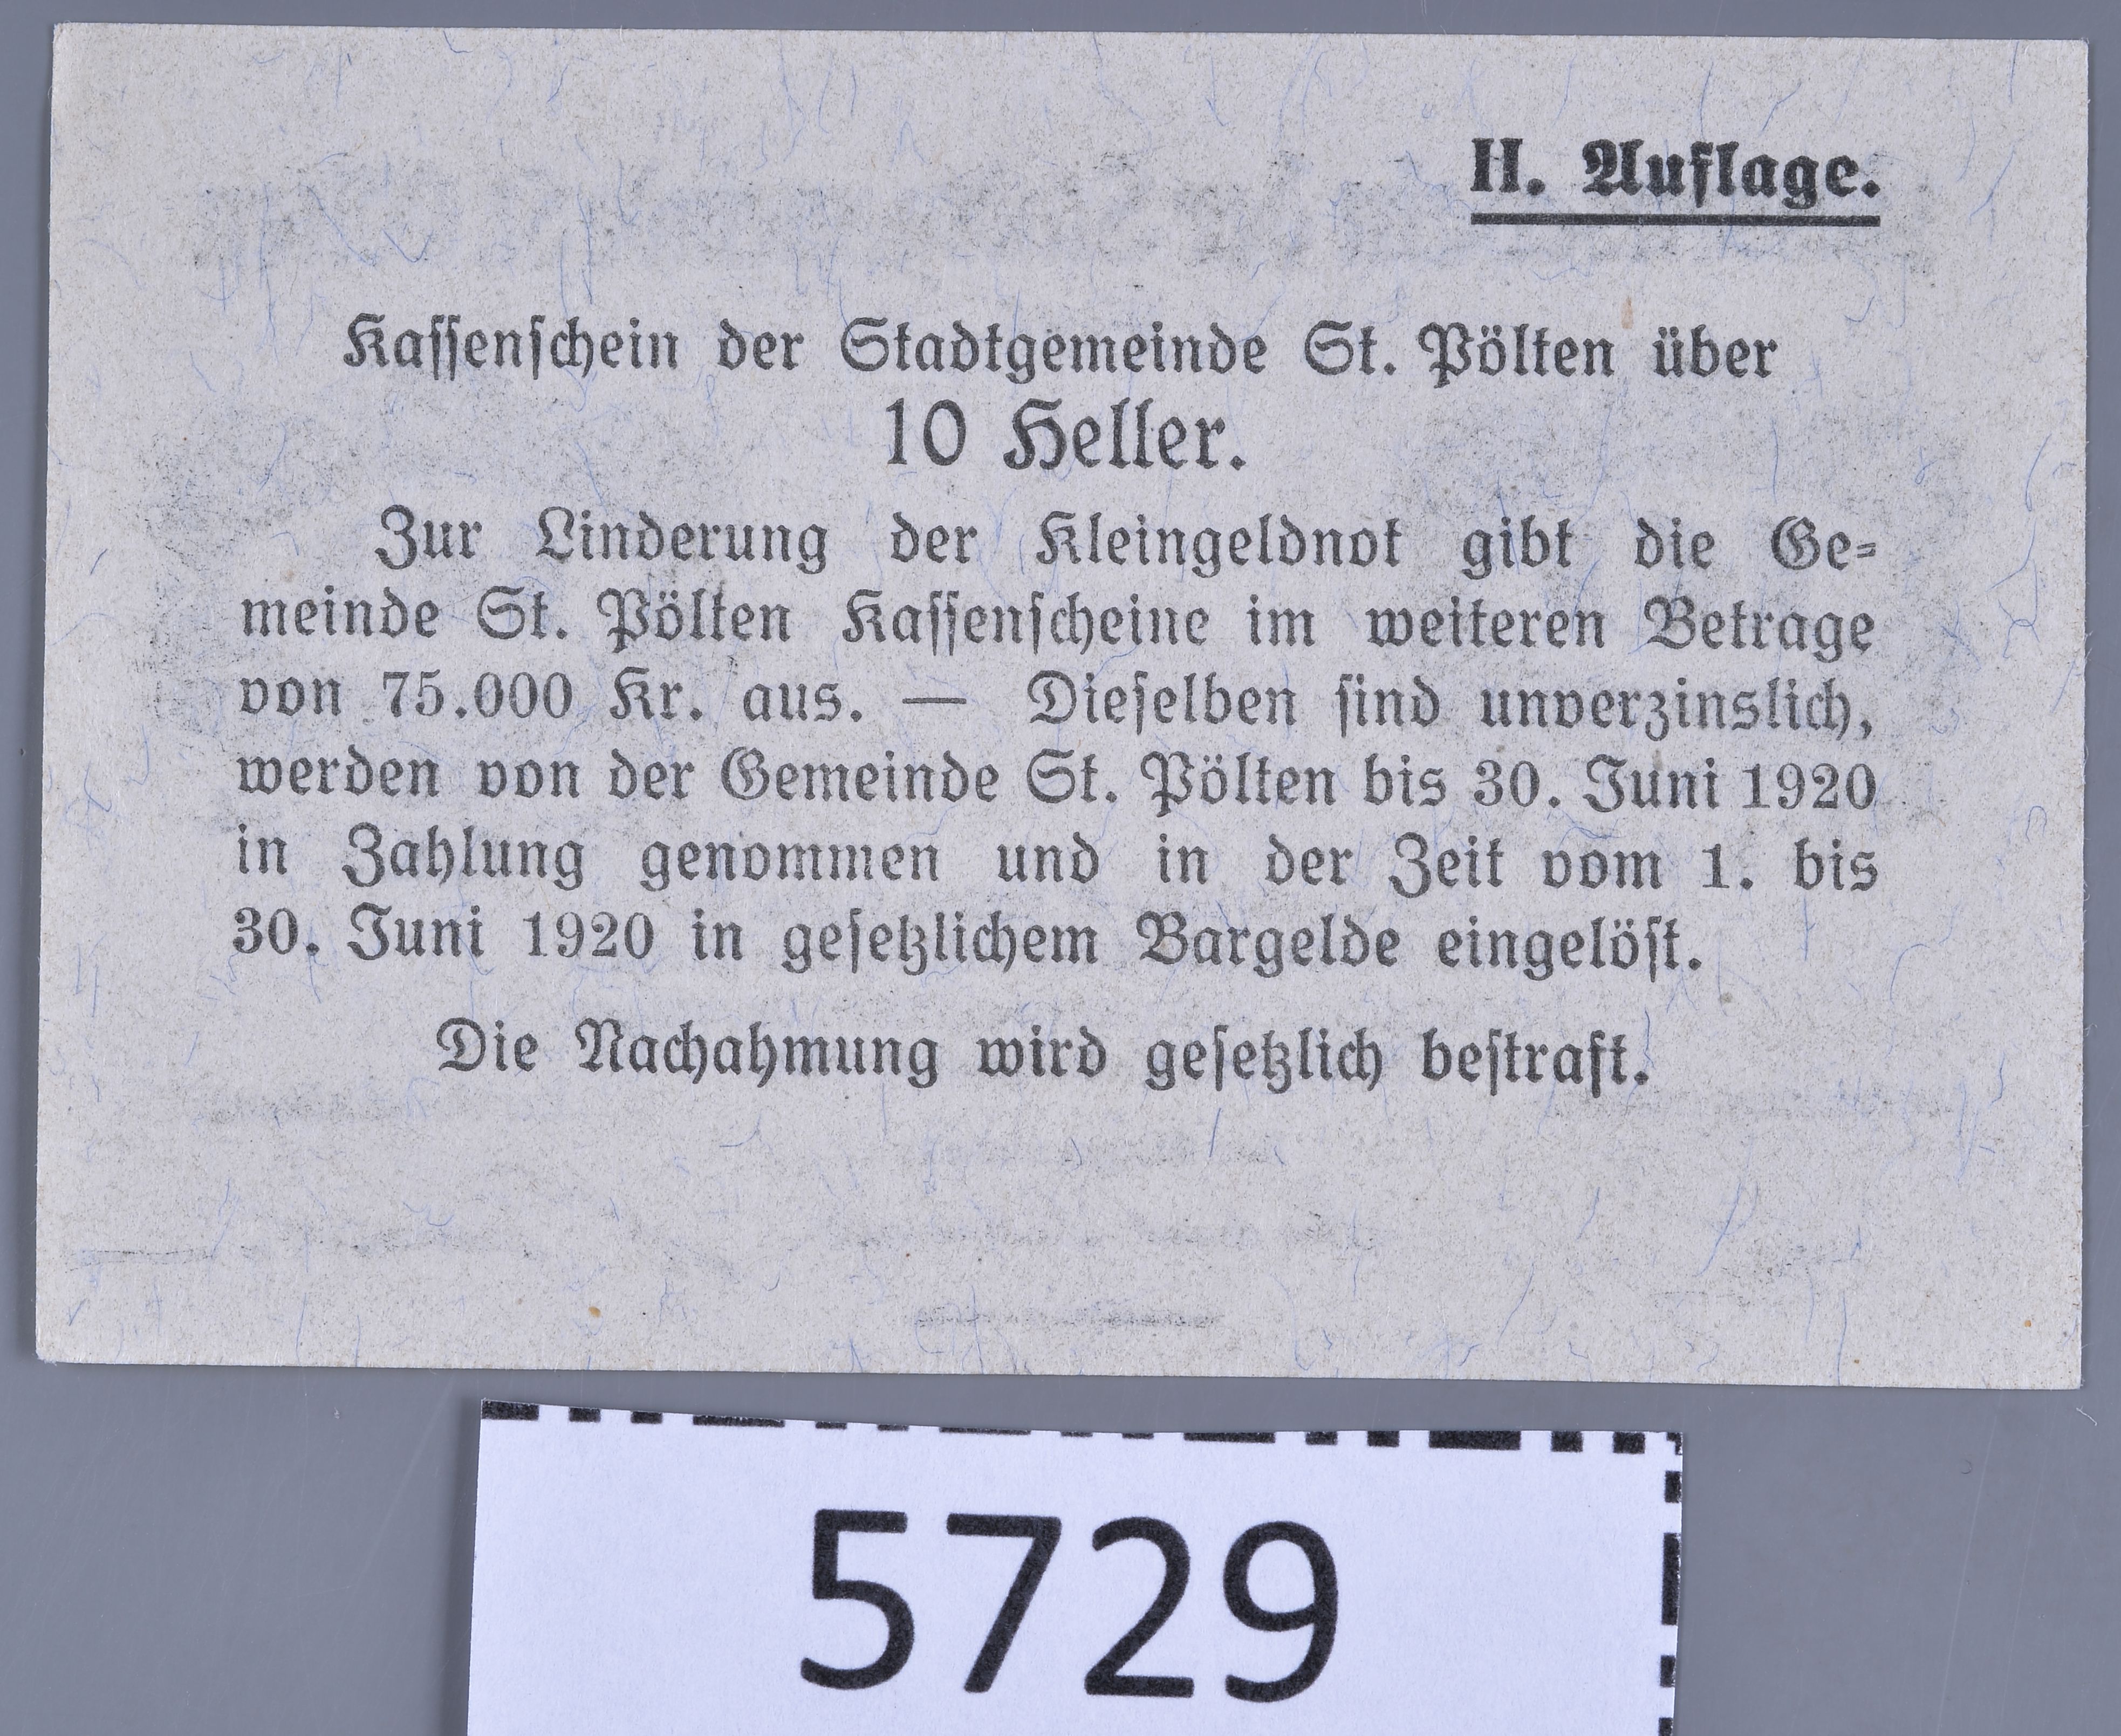 II. Auflage.
Kassenschein der Stadtgemeinde St. Pölten über
10 Heller.
Zur Linderung der Kleingeldnot gibt die Ge-
meinde St. Pölten Kassenscheine im weiteren Betrage
von 75.000 Kr. aus. — Dieselben sind unverzinslich,
werden von der Gemeinde St. Pölten bis 30. Juni 1920
in Zahlung genommen und in der Zeit vom 1. bis
30. Juni 1920 in gesetzlichem Bargelde eingelöst.
Die Nachahmung wird gesetzlich bestraft.
5729